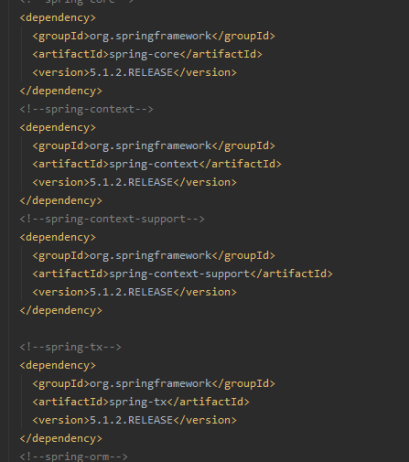 <!--spring-core-->
<dependency>
<groupId>org.springframework</groupId>
<artifactId>spring-core</artifactId>
<version>5.1.2.RELEASE</version>
</dependency>
<!--spring-context-->
<dependency>
<groupId>org.springframework</groupId>
<artifactId>spring-context</artifactId>
<version>5.1.2.RELEASE</version>
</dependency>
<!--spring-context-support-->
<dependency>
<groupId>org.springframework</groupId>
<artifactId>spring-context-support</artifactId>
<version>5.1.2.RELEASE</version>
</dependency>
<!--spring-tx-->
<dependency>
<groupId>org.springframework</groupId>
<artifactId>spring-tx</artifactId>
<version>5.1.2.RELEASE</version>
</dependency>
<!--spring-orm-->